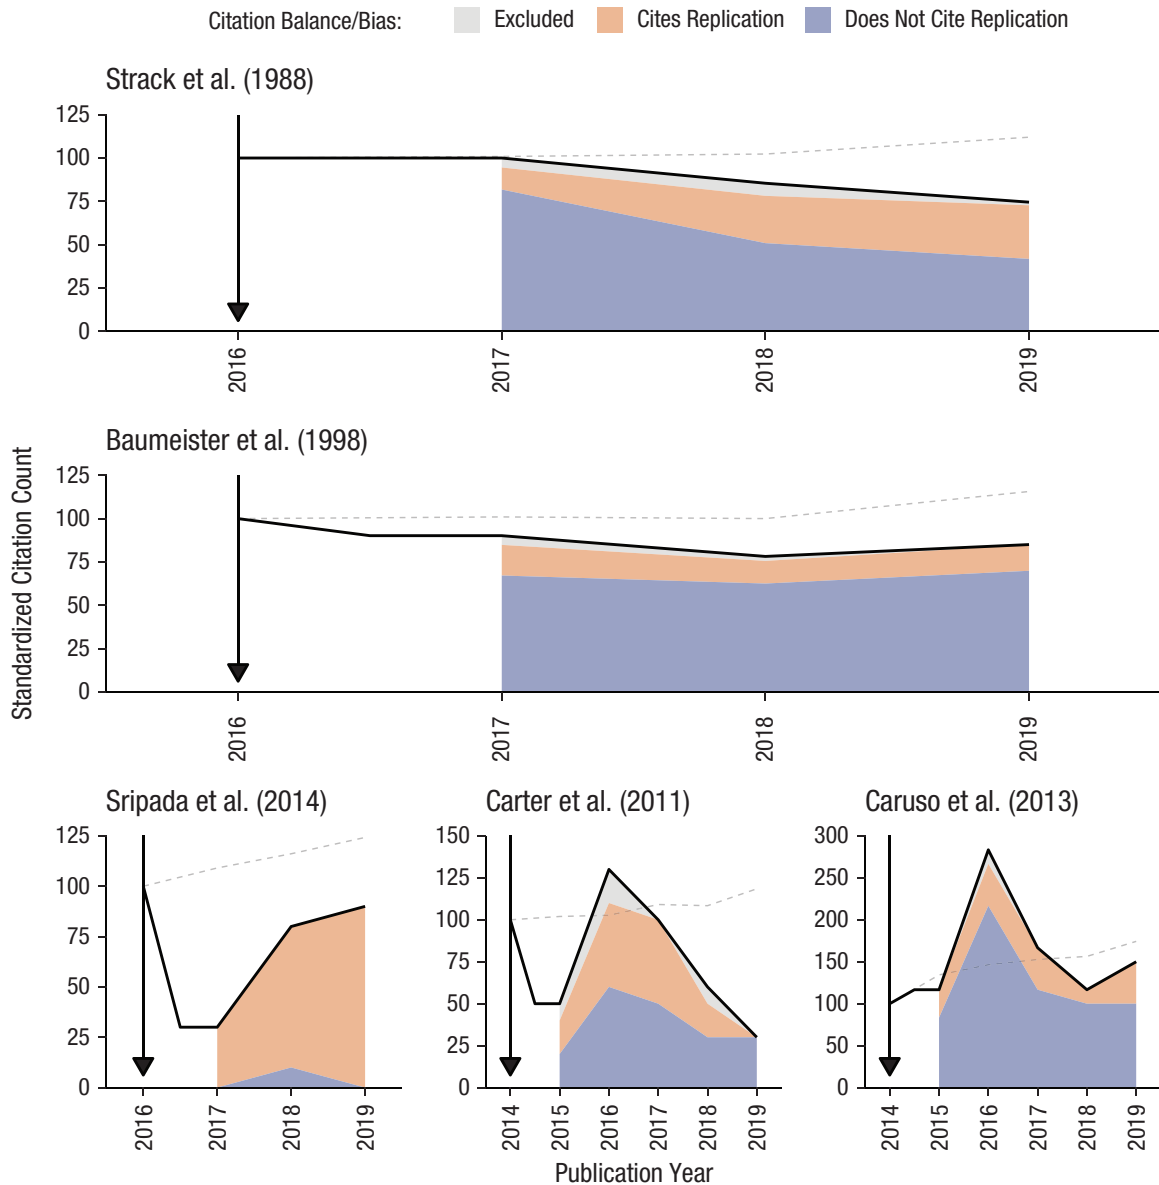 Citation Balance/Bias: Excluded Cites Replication Does Not Cite Replication
Strack et al. (1988)
125
100
75
50
25
0
2016 2017 2018 2019
Standardized Citation Count
Baumeister et al. (1998)
125
100
75
50
25
0
2016 2017 2018 2019
Sripada et al. (2014)
125
100
75
50
25
0
2016 2017 2018 2019
Carter et al. (2011)
150
125
100
75
50
25
0
2014 2015 2016 2017 2018 2019
Caruso et al. (2013)
300
250
200
150
100
50
0
2014 2015 2016 2017 2018 2019
Publication Year